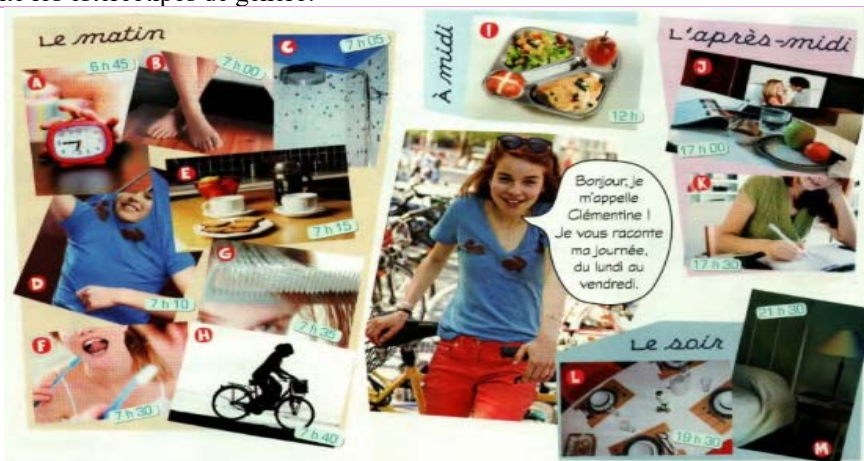 Le matin
A
6 h 45
B
7 h 00
C
7 h 05
D
7 h 10
E
7 h 15
F
7 h 30
G
7 h 35
H
7 h 40
À midi
I
12 h
Bonjour, je
m'appelle
Clémentine !
Je vous raconte
ma journée,
du lundi au
vendredi.
L'après-midi
J
17 h 00
K
17 h 30
Le soir
L
19 h 30
21 h 30
M